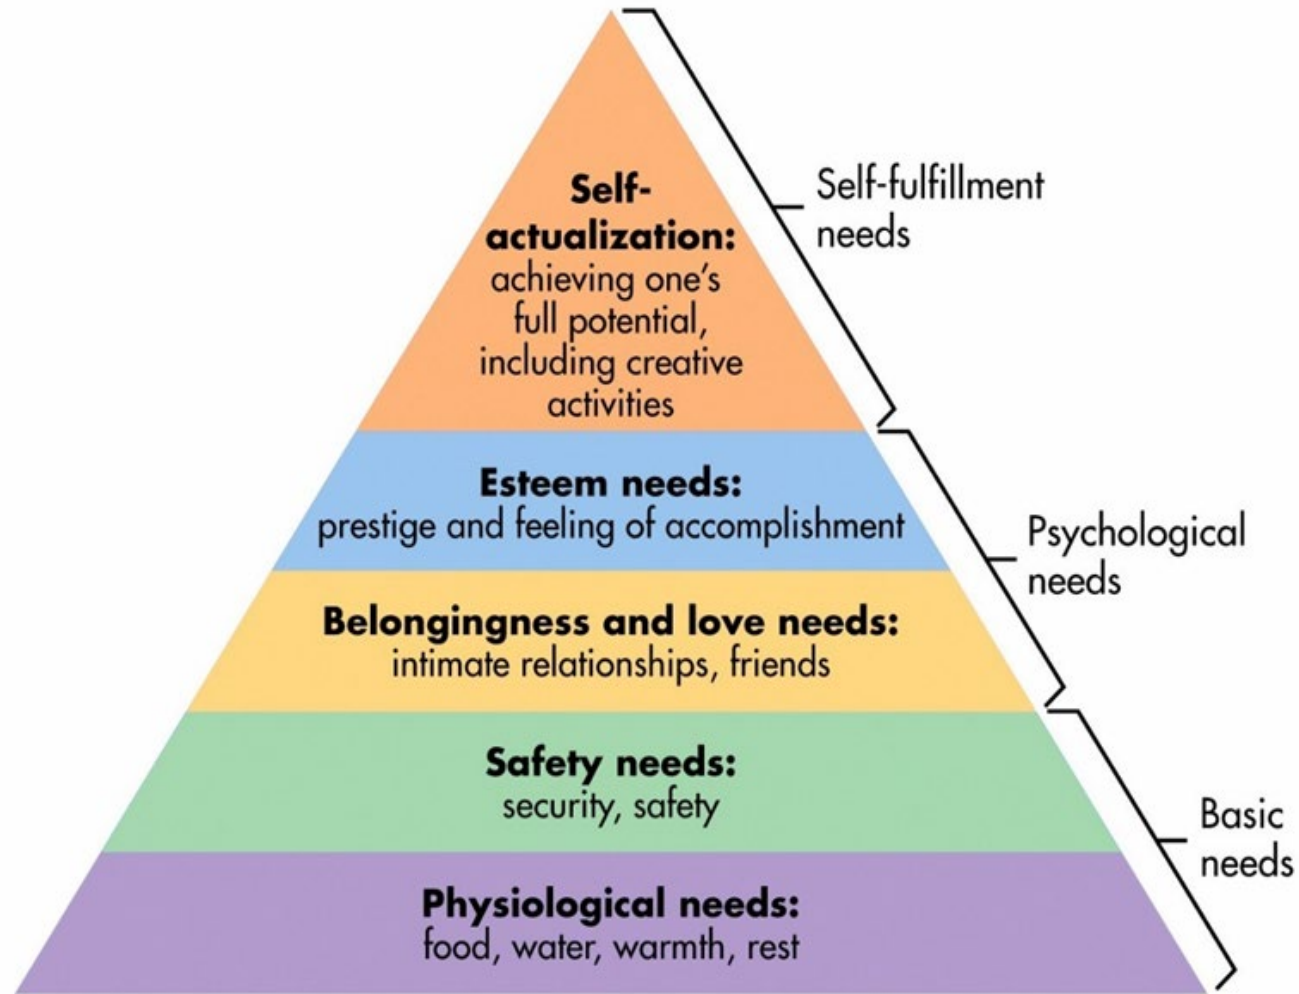 Self-
actualization:
achieving one's
full potential,
including creative
activities
Self-fulfillment
needs
Esteem needs:
prestige and feeling of accomplishment
Psychological
needs
Belongingness and love needs:
intimate relationships, friends
Safety needs:
security, safety
Basic
needs
Physiological needs:
food, water, warmth, rest